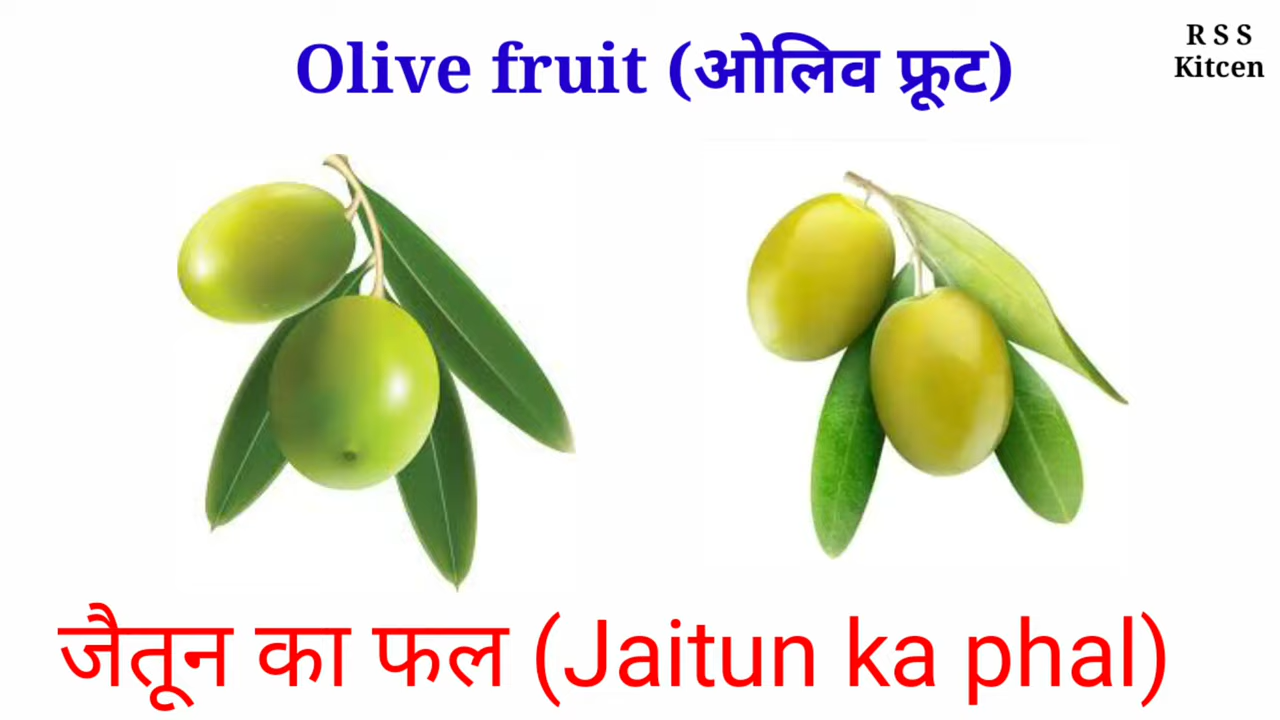 Olive fruit (ओलिव फ्रूट)
R S S
Kitcen
जैतून का फल (Jaitun ka phal)